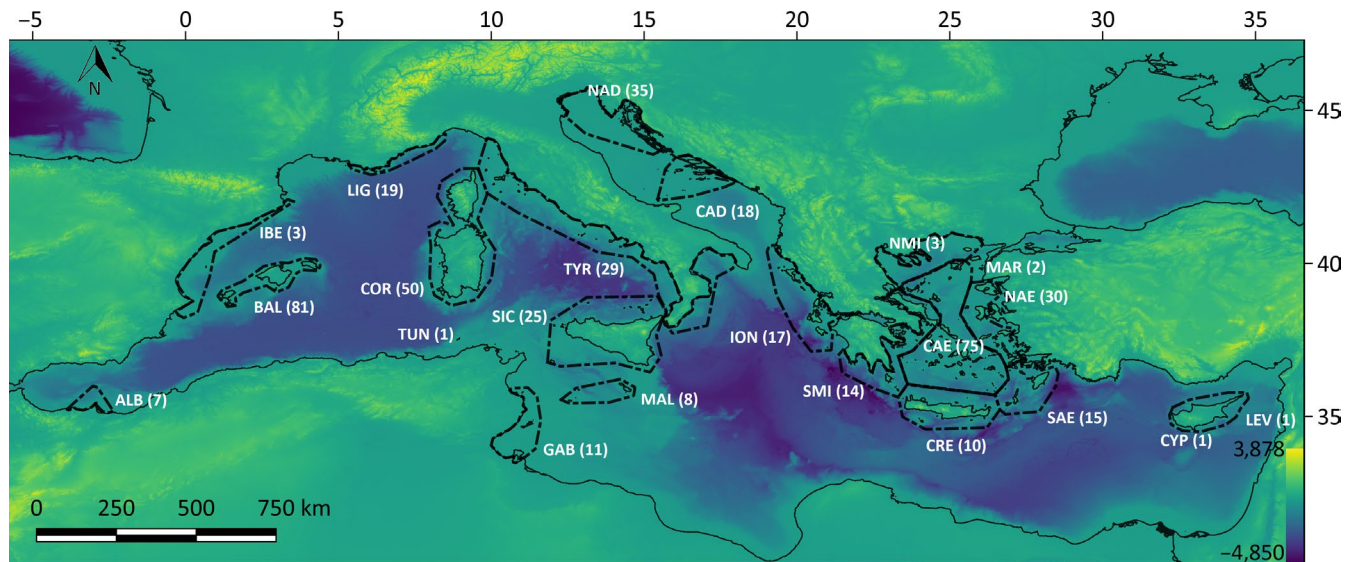 −5 0 5 10 15 20 25 30 35
N
NAD (35)
45
LIG (19)
CAD (18)
IBE (3)
NMI (3)
40
TYR (29)
MAR (2)
COR (50)
NAE (30)
BAL (81)
SIC (25)
TUN (1)
ION (17)
CAE (75)
ALB (7)
MAL (8)
SMI (14)
35
SAE (15)
LEV (1)
GAB (11)
CRE (10)
CYP (1)
3,878
0 250 500 750 km
−4,850